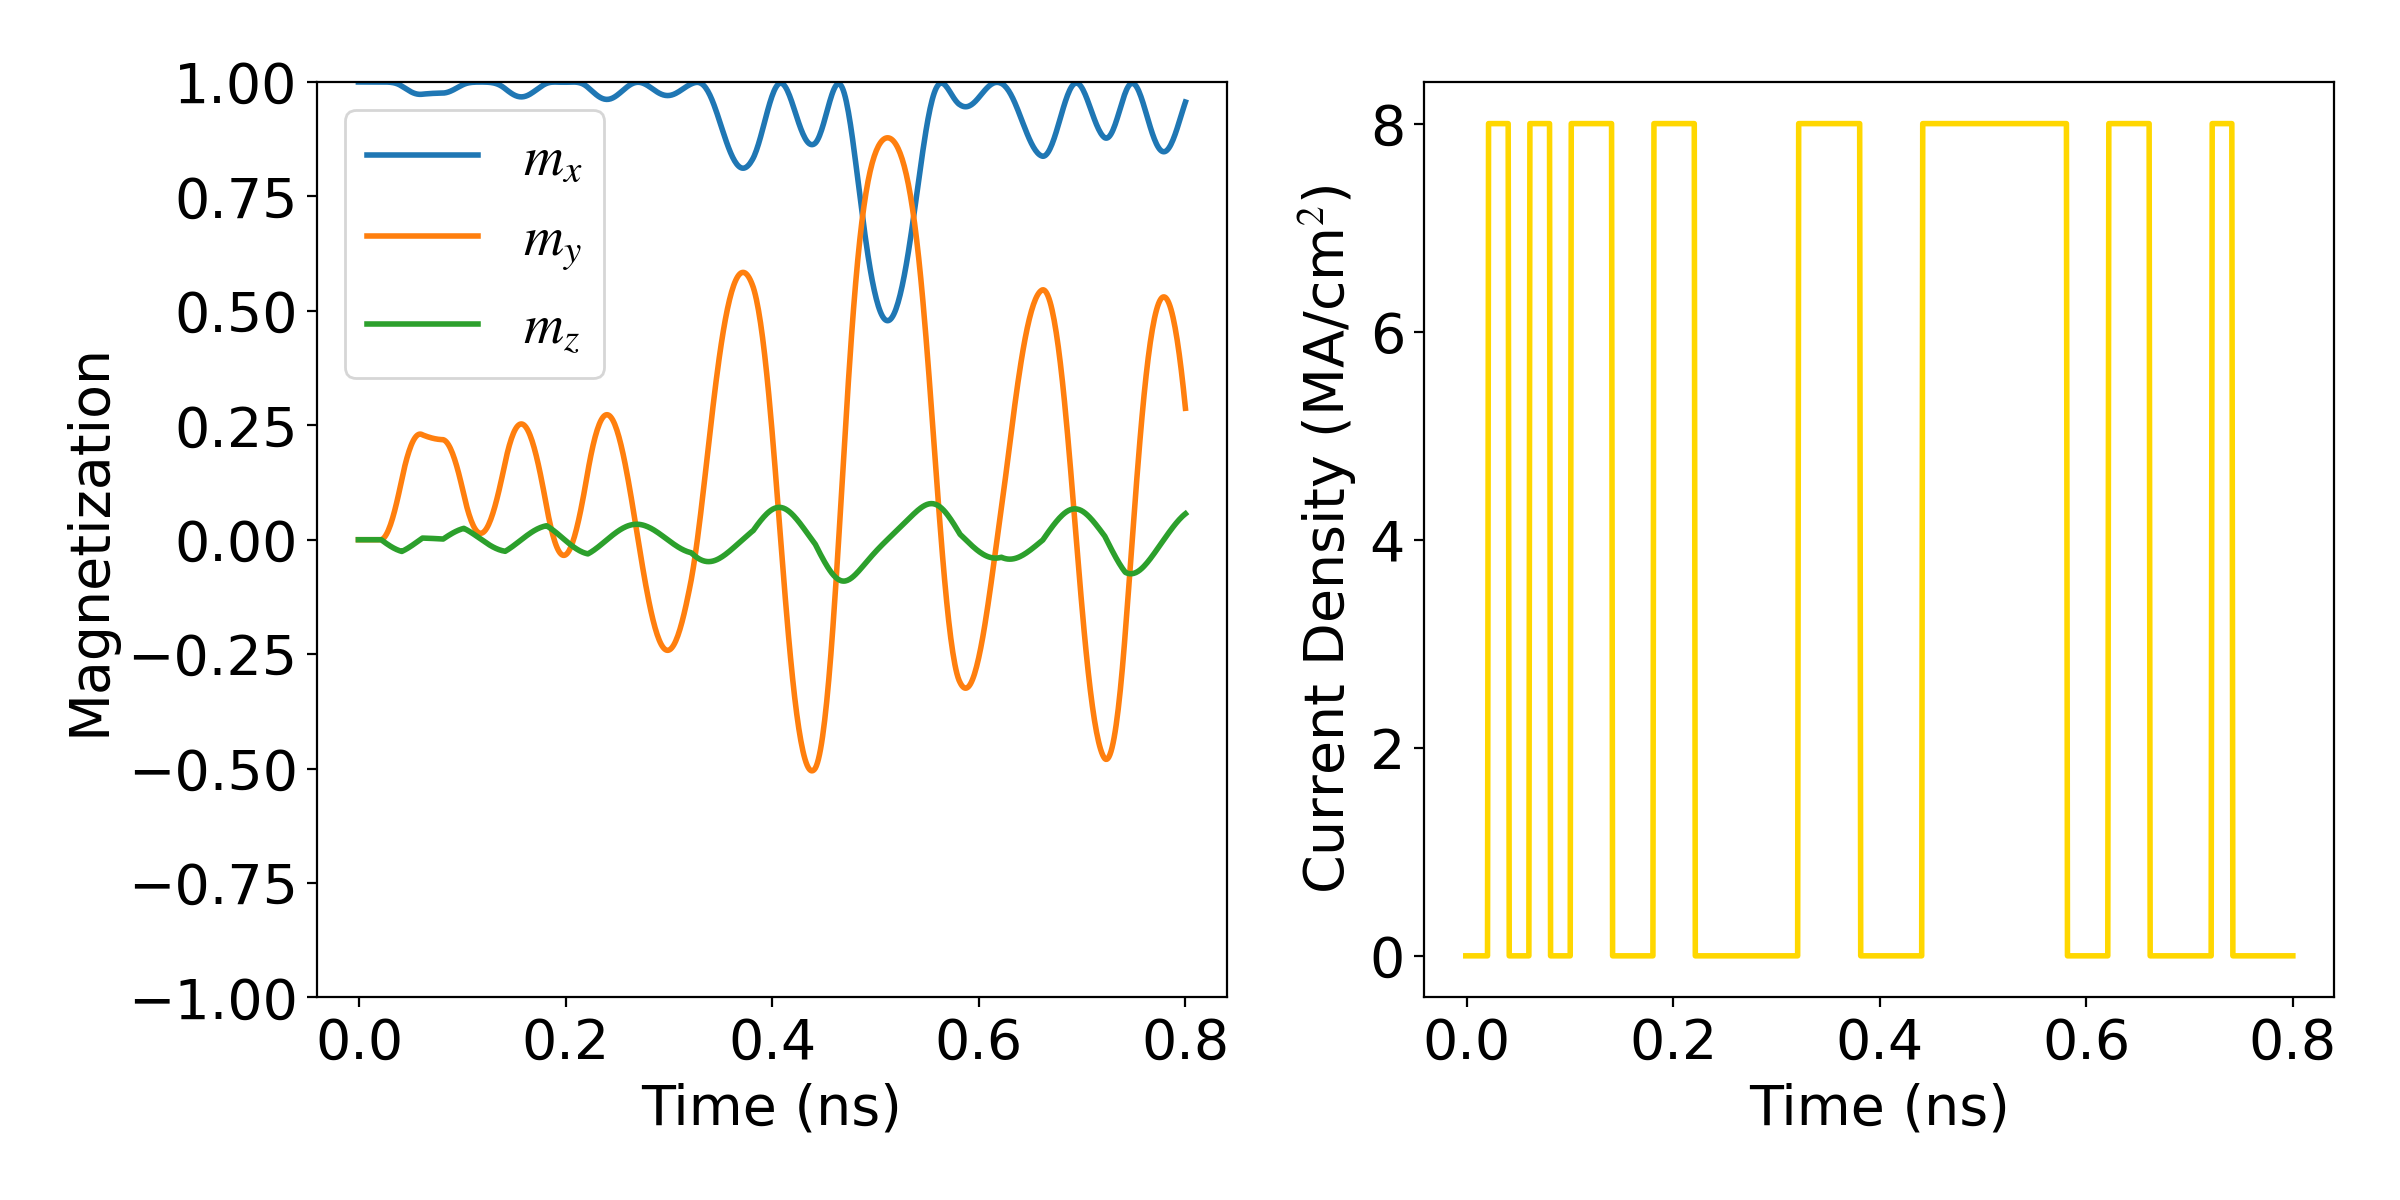 1.00
0.75
0.50
0.25
0.00
−0.25
−0.50
−0.75
−1.00
Magnetization
m_x
m_y
m_z
0.0 0.2 0.4 0.6 0.8
Time (ns)
8
6
4
2
0
Current Density (MA/cm²)
0.0 0.2 0.4 0.6 0.8
Time (ns)